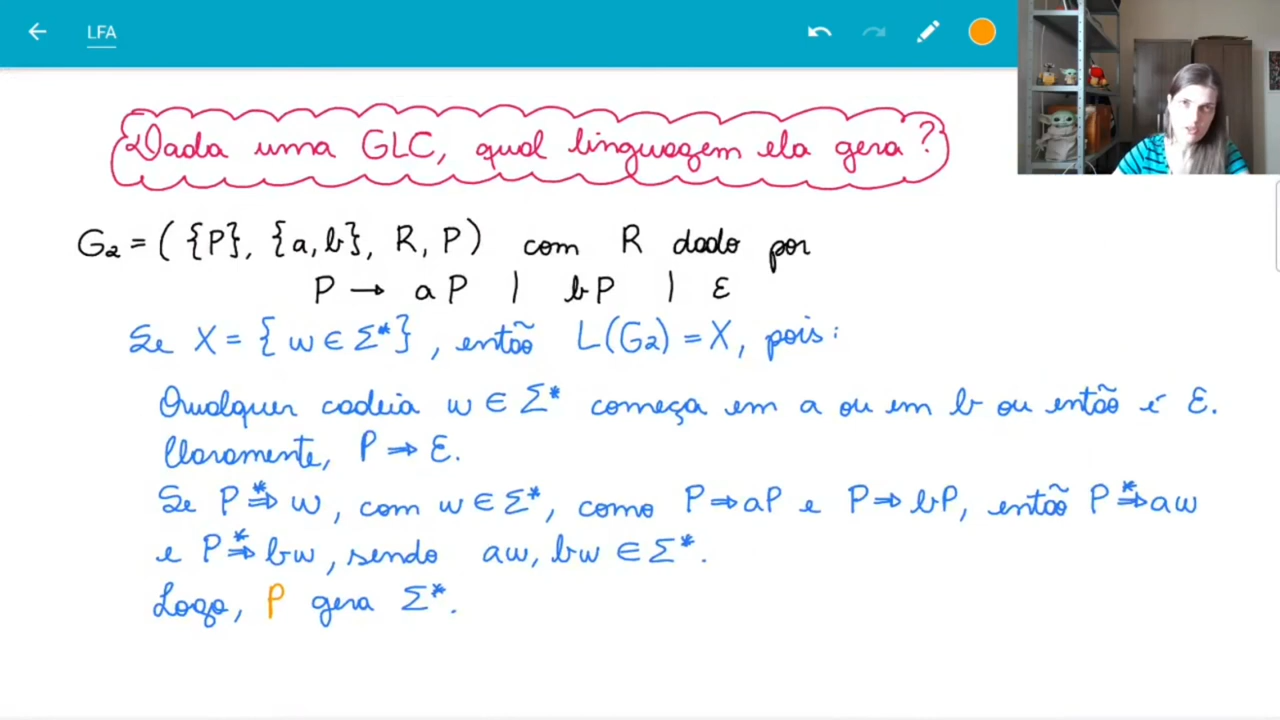 LFA
Dada uma GLC, qual linguagem ela gera?
G₂ = ({P}, {a, b}, R, P) com R dado por
P → aP | bP | ε
Se X = { w ∈ Σ* }, então L(G₂) = X, pois:
Qualquer cadeia w ∈ Σ* começa em a ou em b ou então é ε.
Claramente, P ⇒ ε.
Se P ⇒* w, com w ∈ Σ*, como P ⇒ aP e P ⇒ bP, então P ⇒* aw
e P ⇒* bw, sendo aw, bw ∈ Σ*.
Logo, P gera Σ*.